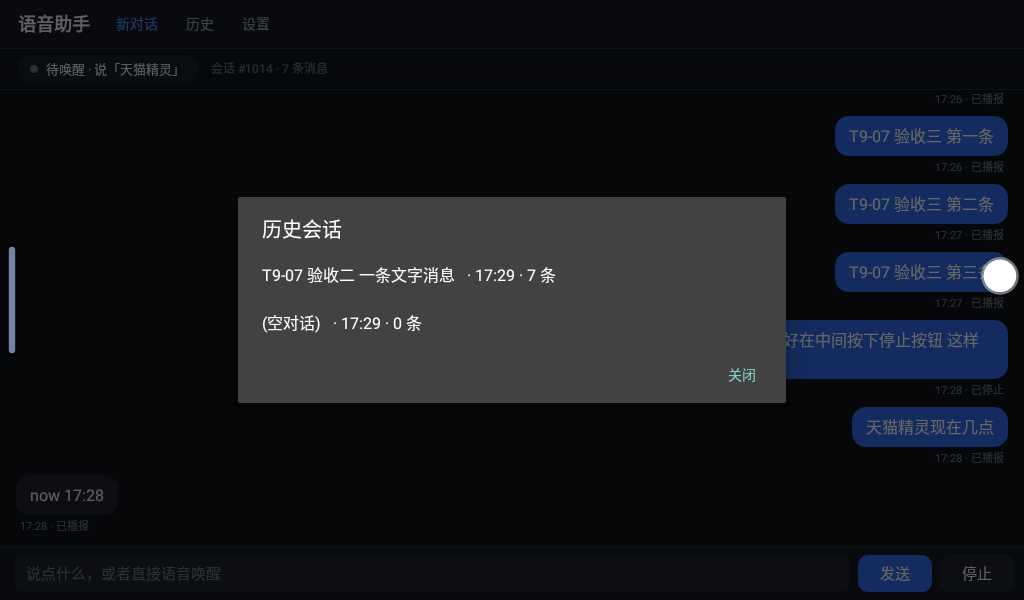 语音助手 新对话 历史 设置
待唤醒 · 说「天猫精灵」 会话 #1014 · 7 条消息
17:26 · 已播报
T9-07 验收三 第一条
17:26 · 已播报
T9-07 验收三 第二条
17:27 · 已播报
T9-07 验收三 第三
17:27 · 已播报
好在中间按下停止按钮 这样
17:28 · 已停止
天猫精灵现在几点
17:28 · 已播报
now 17:28
17:28 · 已播报
历史会话
T9-07 验收二 一条文字消息 · 17:29 · 7 条
(空对话) · 17:29 · 0 条
关闭
说点什么，或者直接语音唤醒 发送 停止